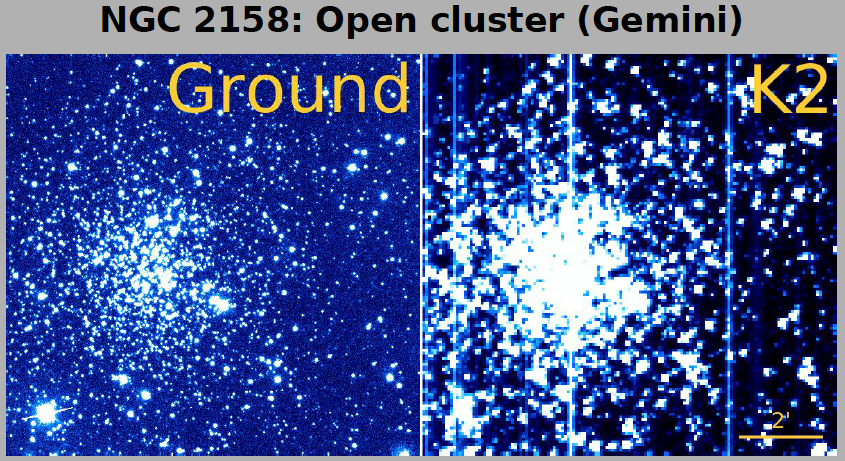 NGC 2158: Open cluster (Gemini)
Ground
K2
2'